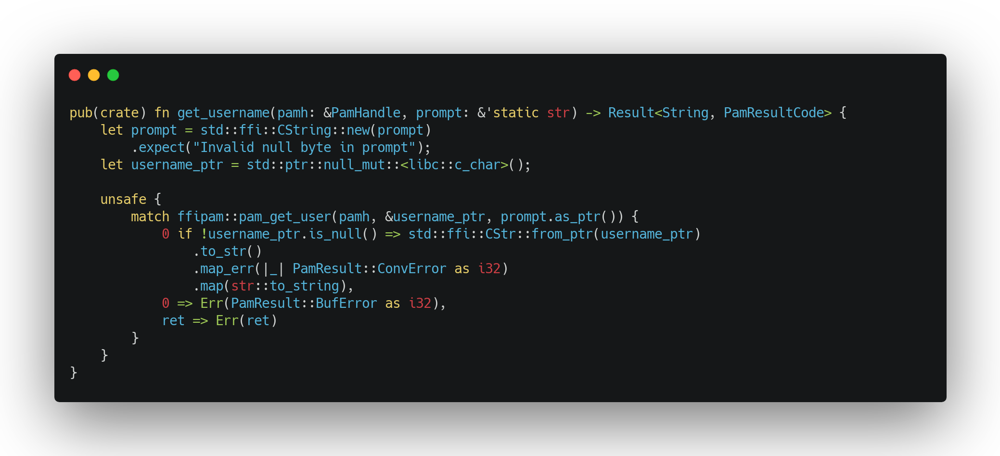 pub(crate) fn get_username(pamh: &PamHandle, prompt: &'static str) -> Result<String, PamResultCode> {
    let prompt = std::ffi::CString::new(prompt)
        .expect("Invalid null byte in prompt");
    let username_ptr = std::ptr::null_mut::<libc::c_char>();

    unsafe {
        match ffipam::pam_get_user(pamh, &username_ptr, prompt.as_ptr()) {
            0 if !username_ptr.is_null() => std::ffi::CStr::from_ptr(username_ptr)
                .to_str()
                .map_err(|_| PamResult::ConvError as i32)
                .map(str::to_string),
            0 => Err(PamResult::BufError as i32),
            ret => Err(ret)
        }
    }
}